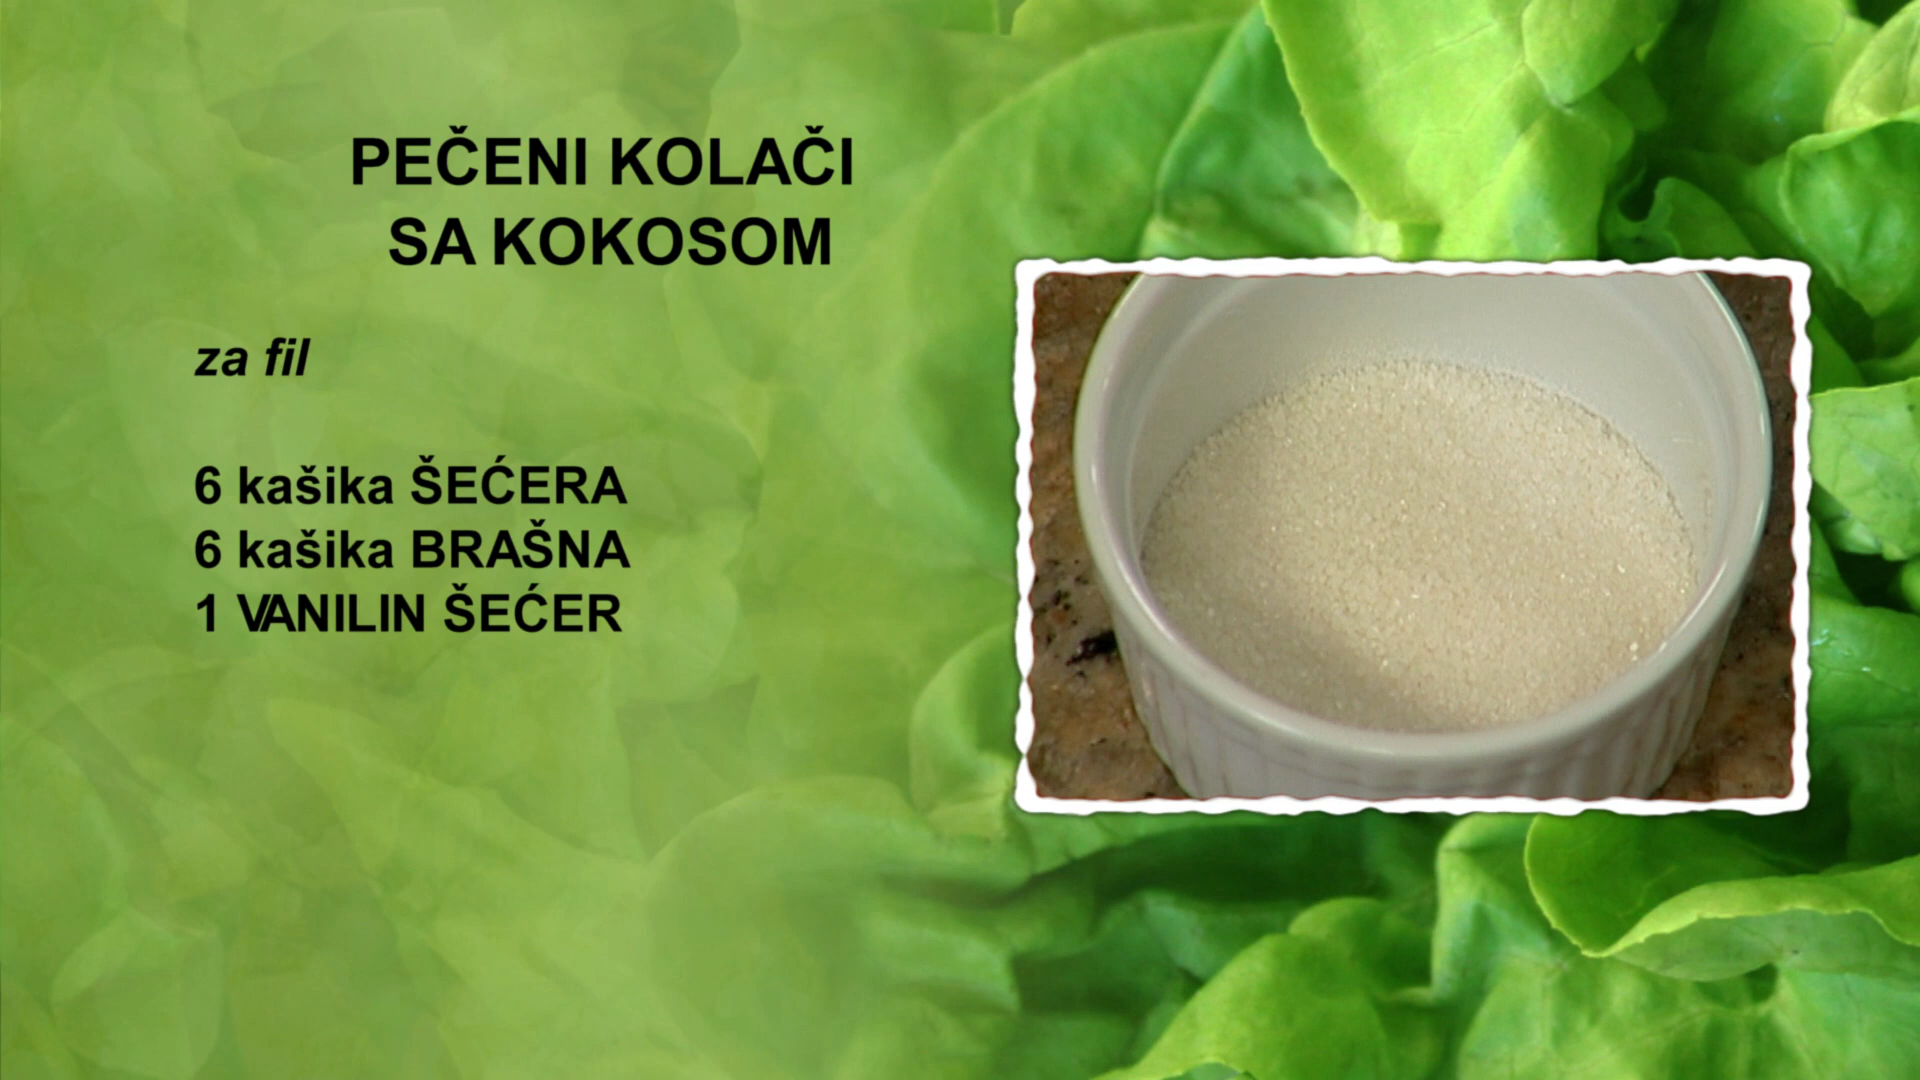 PEČENI KOLAČI
SA KOKOSOM
za fil
6 kašika ŠEĆERA
6 kašika BRAŠNA
1 VANILIN ŠEĆER